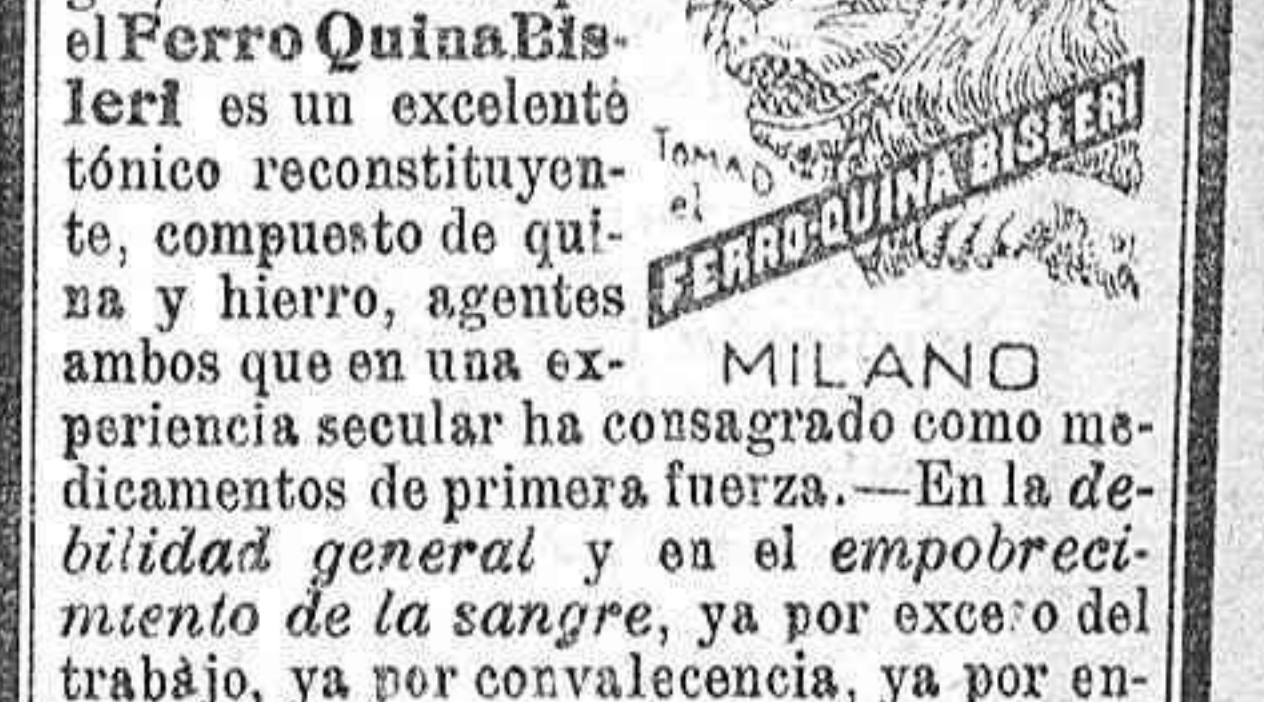 el Ferro Quina Bis-
leri es un excelente
tónico reconstituyen-
te, compuesto de qui-
na y hierro, agentes
ambos que en una ex-
periencia secular ha consagrado como me-
dicamentos de primera fuerza.—En la de-
bilidad general y en el empobreci-
miento de la sangre, ya por exceso del
trabajo, ya por convalecencia, ya por en-
TOMAD
el
FERRO-QUINA BISLERI
MILANO